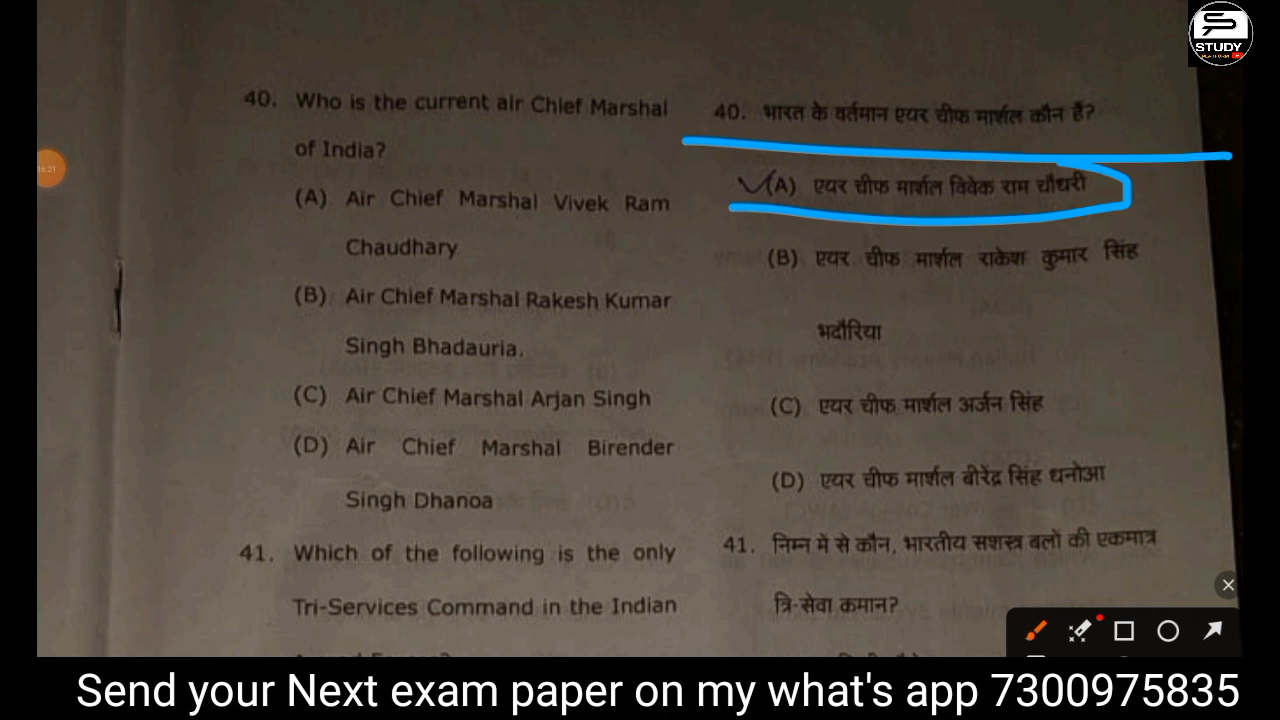 SP
STUDY
PLATFORM
16:21
40. Who is the current air Chief Marshal
of India?
(A) Air Chief Marshal Vivek Ram
Chaudhary
(B) Air Chief Marshal Rakesh Kumar
Singh Bhadauria.
(C) Air Chief Marshal Arjan Singh
(D) Air Chief Marshal Birender
Singh Dhanoa
41. Which of the following is the only
Tri-Services Command in the Indian
40. भारत के वर्तमान एयर चीफ मार्शल कौन हैं?
(A) एयर चीफ मार्शल विवेक राम चौधरी
(B) एयर चीफ मार्शल राकेश कुमार सिंह
भदौरिया
(C) एयर चीफ मार्शल अर्जन सिंह
(D) एयर चीफ मार्शल बीरेंद्र सिंह धनोआ
41. निम्न में से कौन, भारतीय सशस्त्र बलों की एकमात्र
त्रि-सेवा कमान?
Send your Next exam paper on my what's app 7300975835